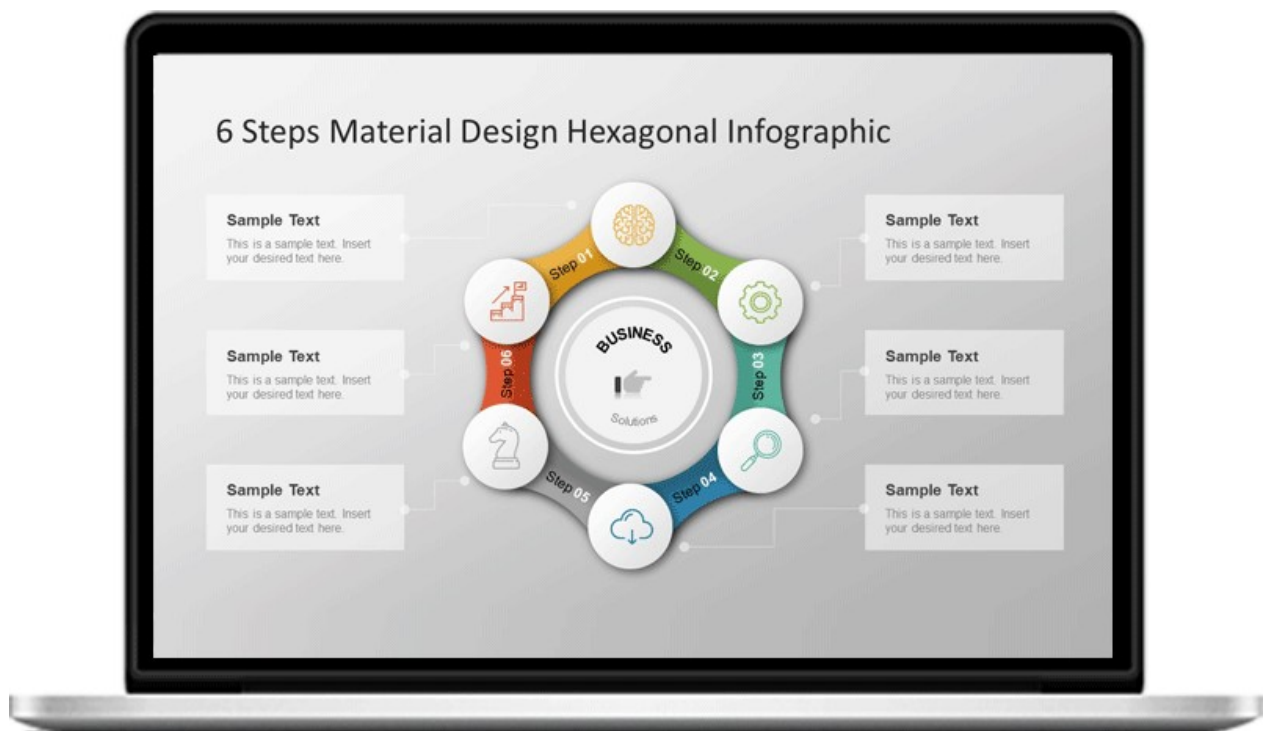 6 Steps Material Design Hexagonal Infographic
Sample Text
This is a sample text. Insert
your desired text here.
Sample Text
This is a sample text. Insert
your desired text here.
Sample Text
This is a sample text. Insert
your desired text here.
Step 01
Step 02
Step 03
Step 04
Step 05
Step 06
BUSINESS
Solutions
Sample Text
This is a sample text. Insert
your desired text here.
Sample Text
This is a sample text. Insert
your desired text here.
Sample Text
This is a sample text. Insert
your desired text here.